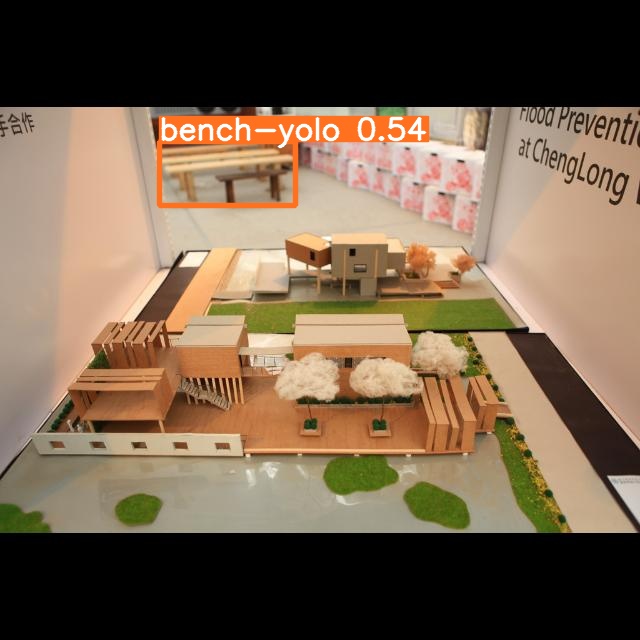 手合作
bench-yolo 0.54
Flood Preventi
at ChengLong